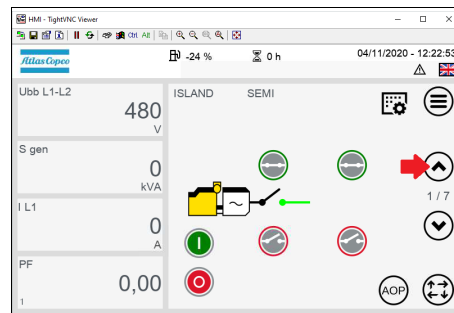 HMI - TightVNC Viewer
Ctrl Alt
Atlas Copco
-24 %
0 h
04/11/2020 - 12:22:53
Ubb L1-L2
480
V
ISLAND SEMI
S gen
0
kVA
1 / 7
I L1
0
A
I
PF
0,00
1
O
AOP